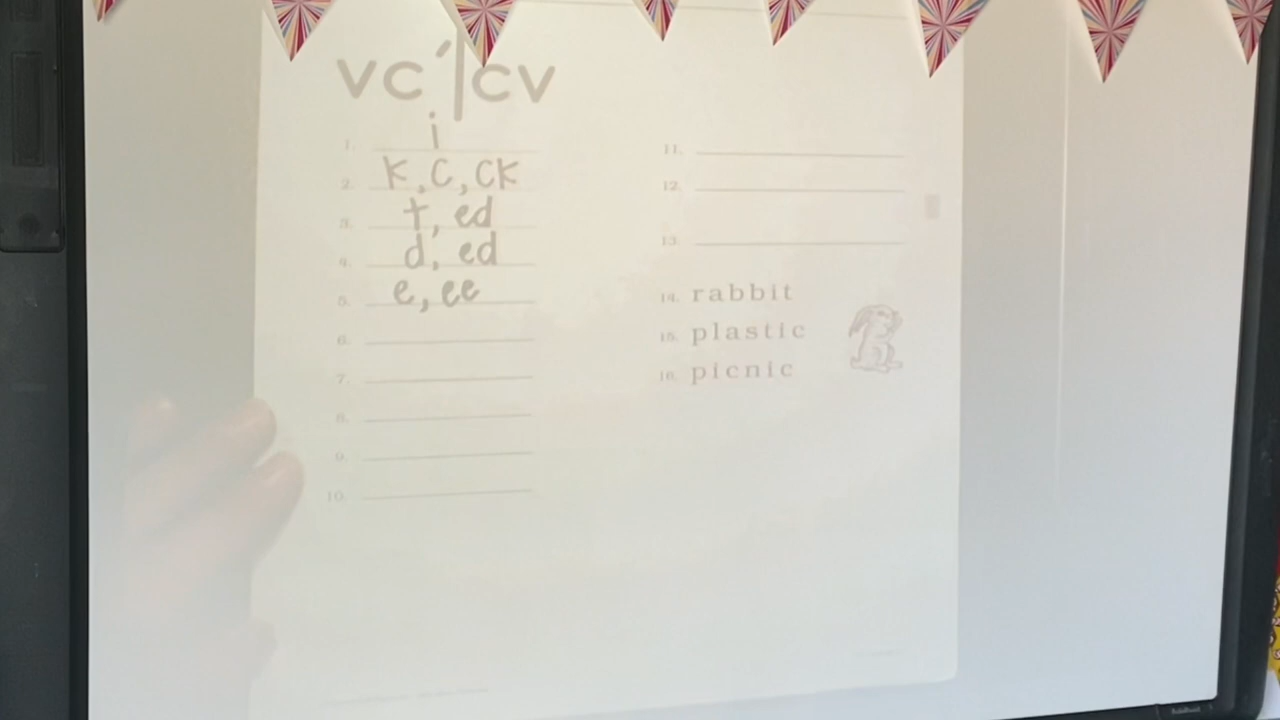 VC´|CV
1. i
2. K, C, CK
3. t, ed
4. d, ed
5. e, ee
6.
7.
8.
9.
10.
11.
12.
13.
14. rabbit
15. plastic
16. picnic